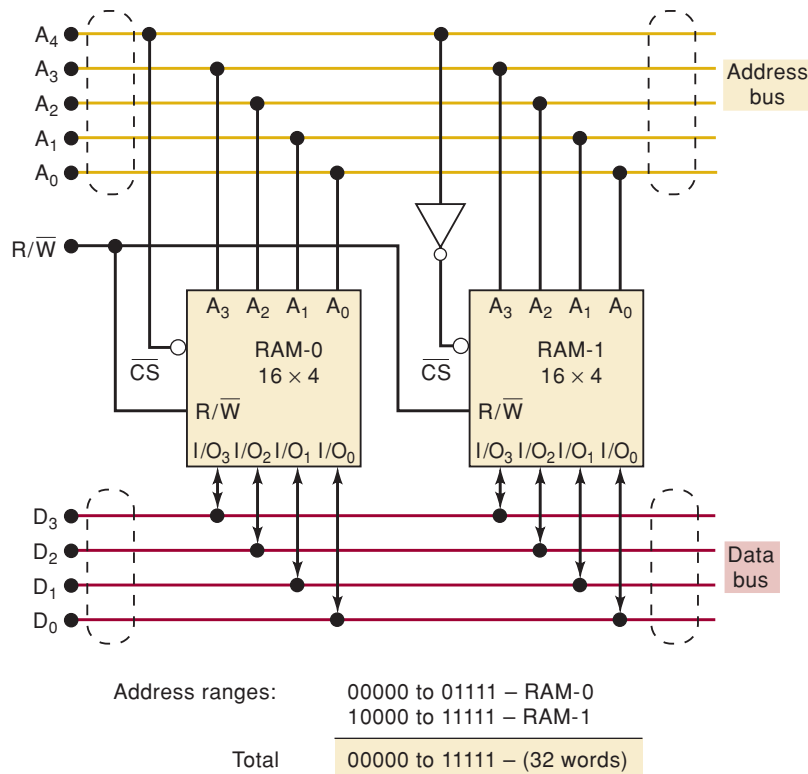 A₄
A₃
A₂
A₁
A₀
Address
bus
R/W̅
A₃ A₂ A₁ A₀
RAM-0
16 × 4
C̅S̅
R/W̅
I/O₃ I/O₂ I/O₁ I/O₀
A₃ A₂ A₁ A₀
RAM-1
16 × 4
C̅S̅
R/W̅
I/O₃ I/O₂ I/O₁ I/O₀
D₃
D₂
D₁
D₀
Data
bus
Address ranges: 00000 to 01111 – RAM-0
10000 to 11111 – RAM-1
Total 00000 to 11111 – (32 words)